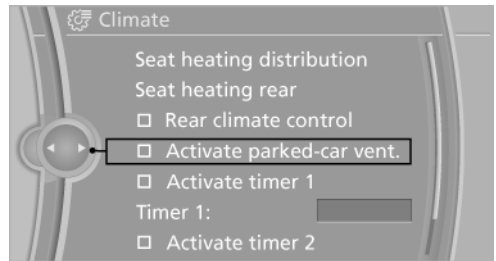 Climate
Seat heating distribution
Seat heating rear
Rear climate control
Activate parked-car vent.
Activate timer 1
Timer 1:
Activate timer 2